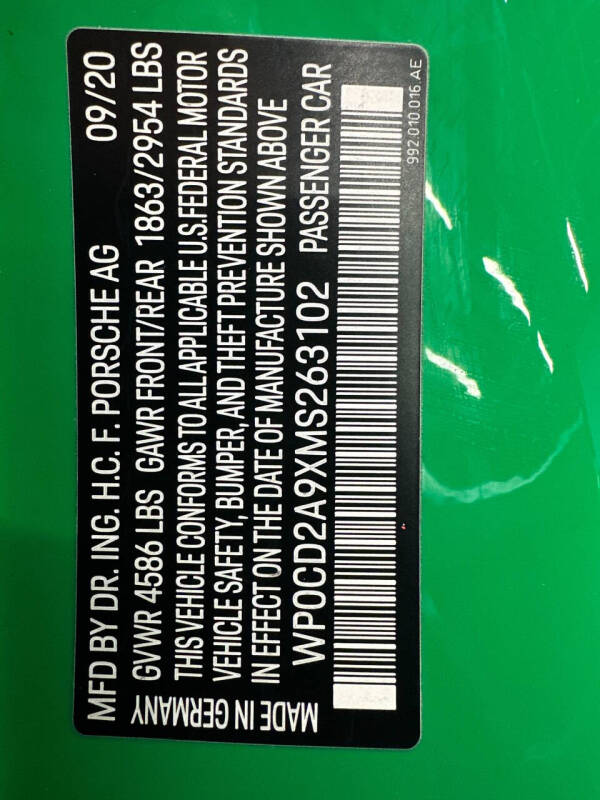 MFD BY DR. ING. H.C. F. PORSCHE AG 09/20
GVWR 4586 LBS GAWR FRONT/REAR 1863/2954 LBS
THIS VEHICLE CONFORMS TO ALL APPLICABLE U.S. FEDERAL MOTOR
VEHICLE SAFETY, BUMPER, AND THEFT PREVENTION STANDARDS
IN EFFECT ON THE DATE OF MANUFACTURE SHOWN ABOVE
WP0CD2A9XMS263102 PASSENGER CAR
MADE IN GERMANY
992.010.016.AE